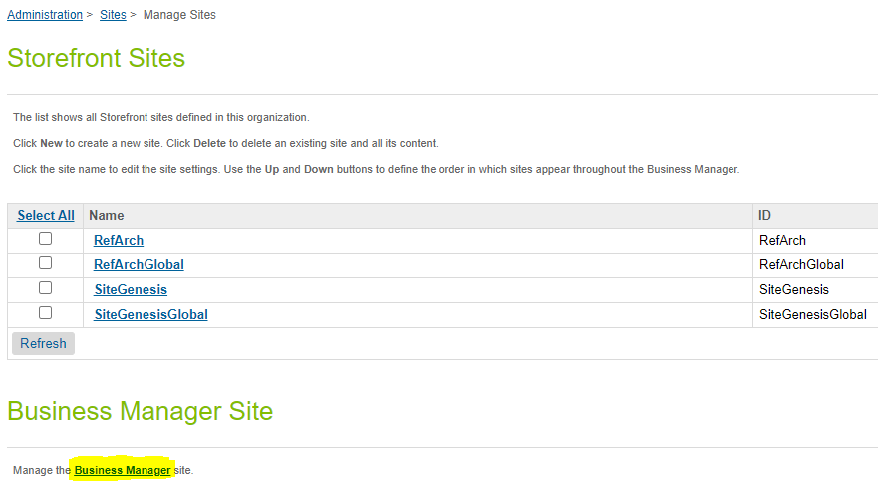 Administration > Sites > Manage Sites
Storefront Sites
The list shows all Storefront sites defined in this organization.
Click New to create a new site. Click Delete to delete an existing site and all its content.
Click the site name to edit the site settings. Use the Up and Down buttons to define the order in which sites appear throughout the Business Manager.
Select All Name ID
RefArch RefArch
RefArchGlobal RefArchGlobal
SiteGenesis SiteGenesis
SiteGenesisGlobal SiteGenesisGlobal
Refresh
Business Manager Site
Manage the Business Manager site.